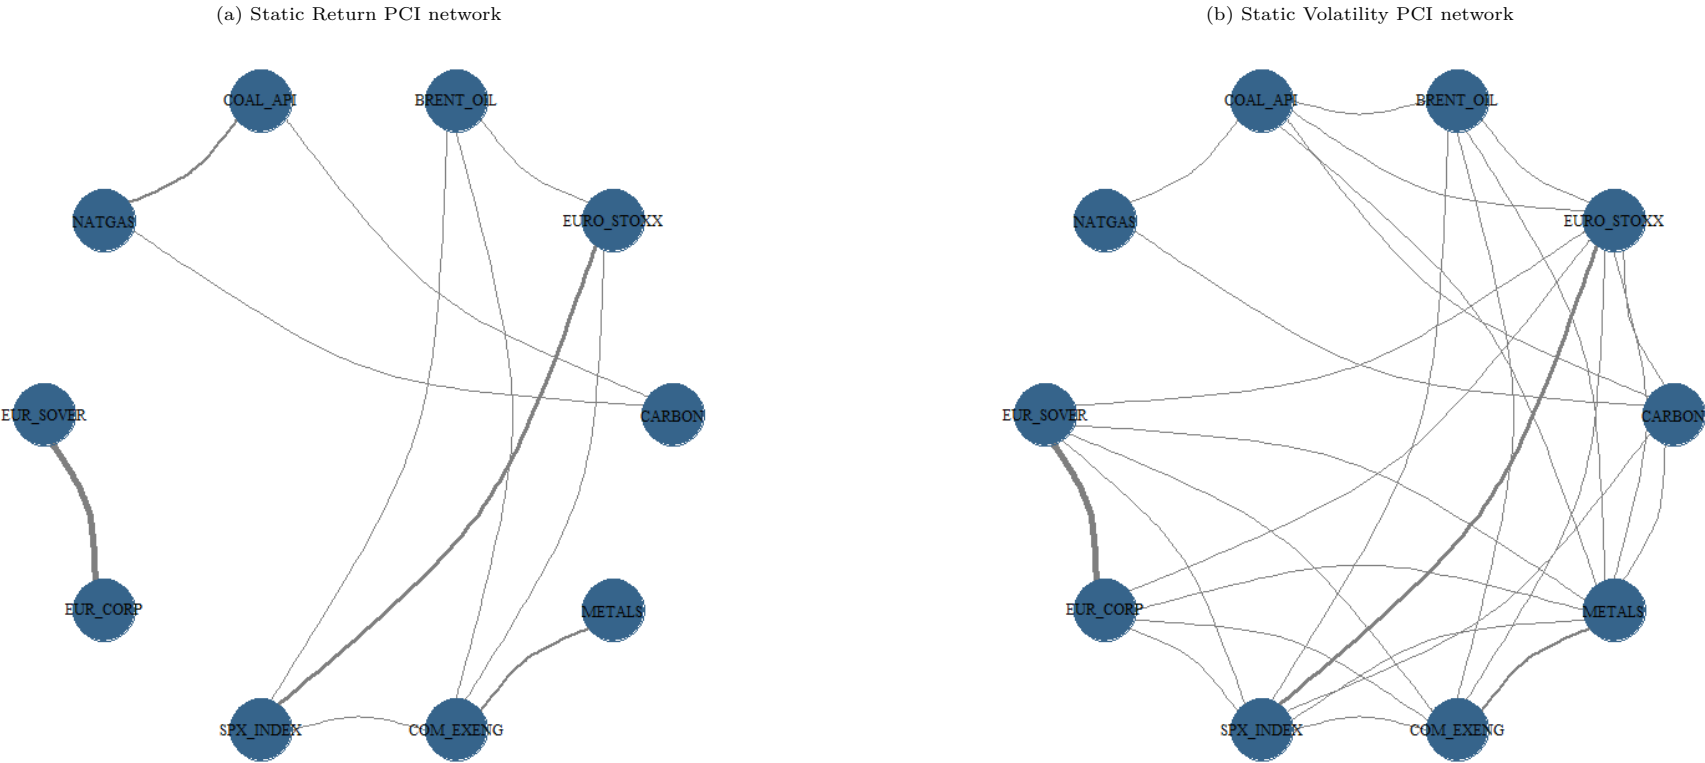 (a) Static Return PCI network
(b) Static Volatility PCI network
COAL_API
BRENT_OIL
NATGAS
EURO_STOXX
EUR_SOVER
CARBON
EUR_CORP
METALS
SPX_INDEX
COM_EXENG
COAL_API
BRENT_OIL
NATGAS
EURO_STOXX
EUR_SOVER
CARBON
EUR_CORP
METALS
SPX_INDEX
COM_EXENG